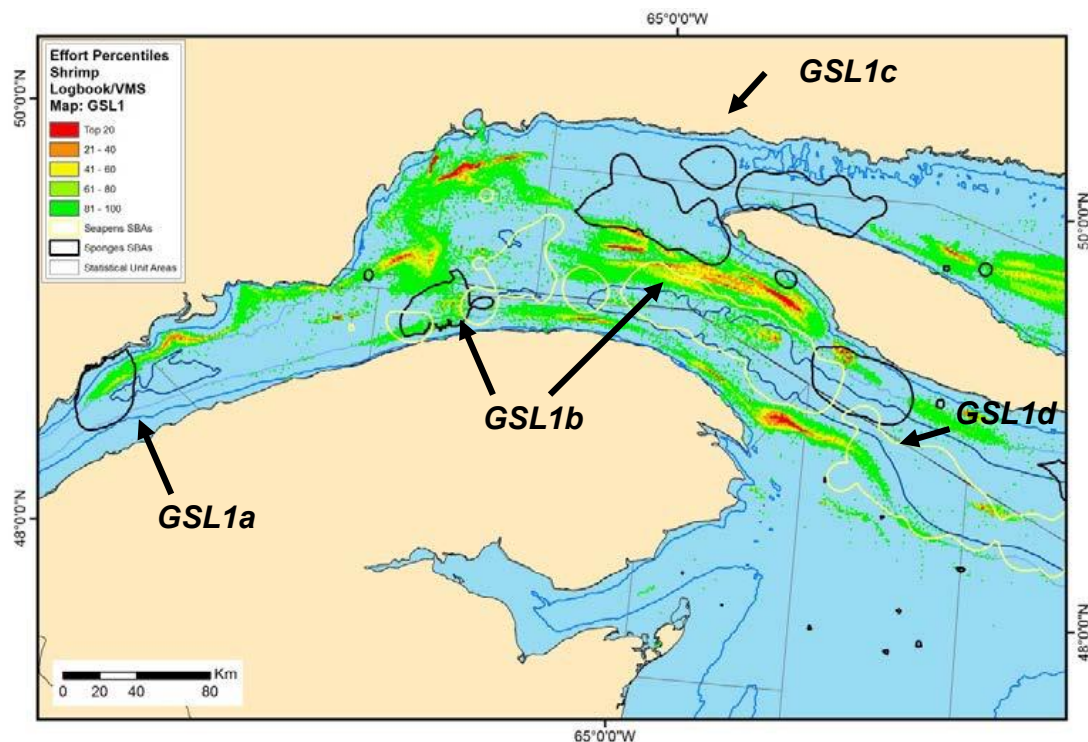 65°0'0"W
50°0'0"N
Effort Percentiles
Shrimp
Logbook/VMS
Map: GSL1
Top 20
21 - 40
41 - 60
61 - 80
81 - 100
Seapens SBAs
Sponges SBAs
Statistical Unit Areas
GSL1c
50°0'0"N
GSL1b
GSL1d
GSL1a
48°0'0"N
48°0'0"N
Km
0 20 40 80
65°0'0"W